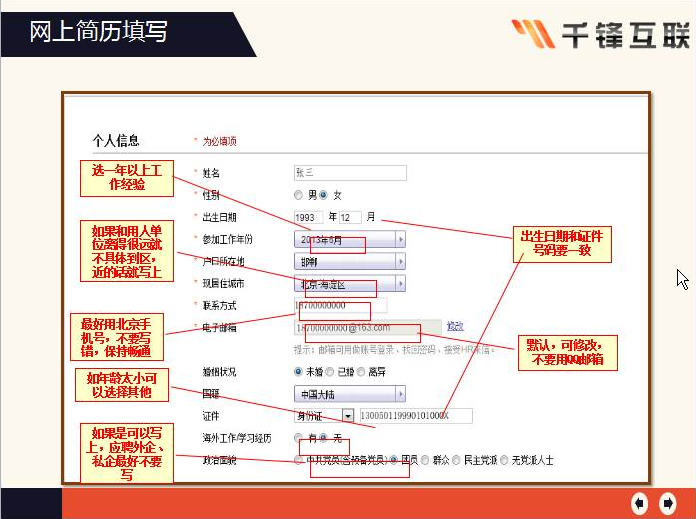 网上简历填写
千锋互联
个人信息
* 为必填项
选一年以上工
作经验
* 姓名
张三
* 性别
男 女
* 出生日期
1993 年 12 月
如果和用人单
位离得很远就
不具体到区，
近的话就写上
* 参加工作年份
2013年6月
出生日期和证件
号码要一致
* 户口所在地
邯郸
* 现居住城市
北京-海淀区
* 联系方式
18700000000
最好用北京手
机号，不要写
错，保持畅通
* 电子邮箱
18700000000@163.com
修改
提示：邮箱可用做账号登录、找回密码、接受HR来信。
默认，可修改，
不要用QQ邮箱
婚姻状况
未婚 已婚 离异
如年龄太小可
以选择其他
国籍
中国大陆
证件
身份证
13005019990101000X
如果是可以写
上，应聘外企、
私企最好不要
写
海外工作/学习经历
有 无
政治面貌
中共党员(含预备党员) 团员 群众 民主党派 无党派人士